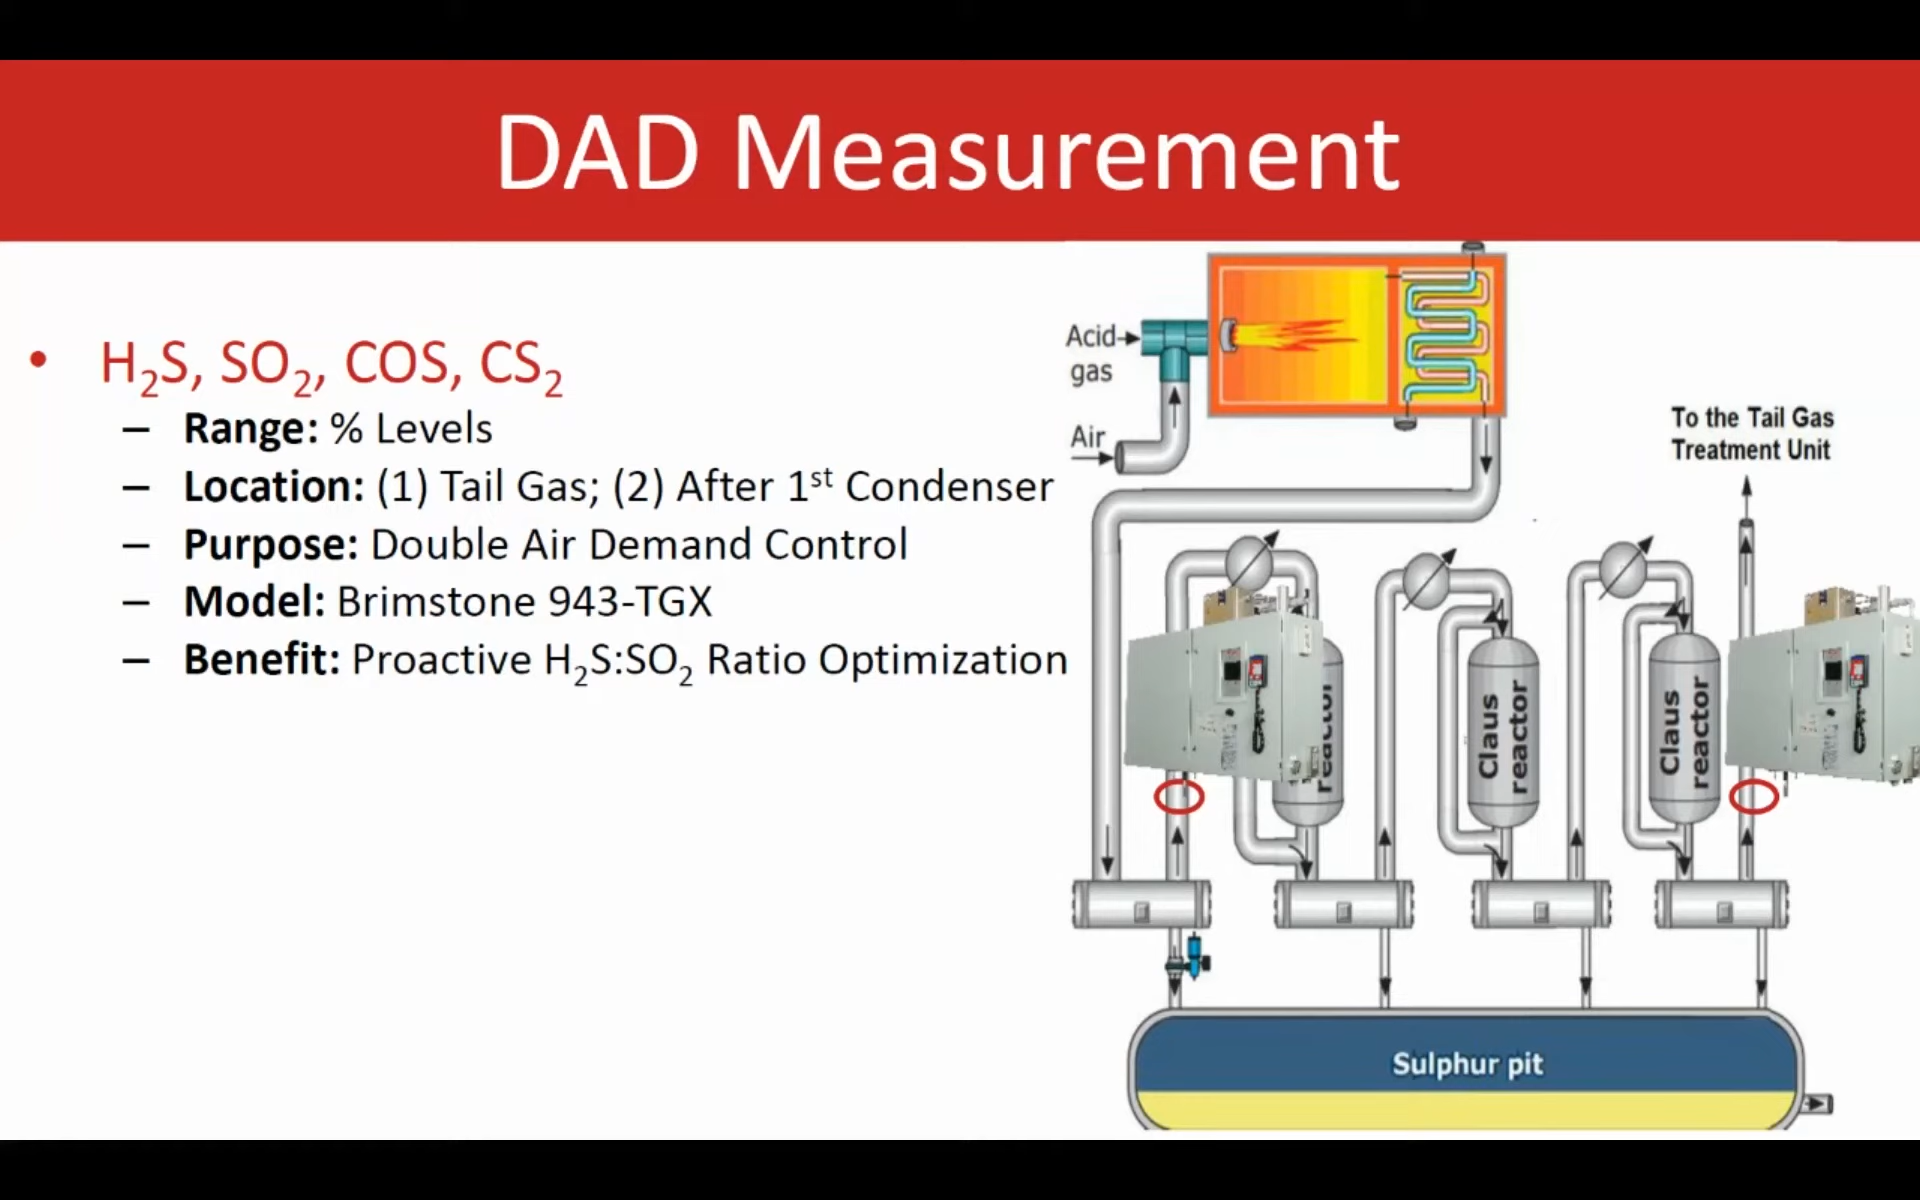 DAD Measurement
• H₂S, SO₂, COS, CS₂
– Range: % Levels
– Location: (1) Tail Gas; (2) After 1st Condenser
– Purpose: Double Air Demand Control
– Model: Brimstone 943-TGX
– Benefit: Proactive H₂S:SO₂ Ratio Optimization
Acid
gas
Air
To the Tail Gas
Treatment Unit
reactor
Claus
reactor
Claus
reactor
Sulphur pit